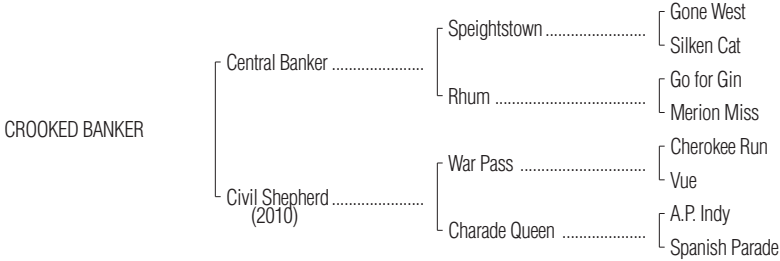 Gone West
Speightstown ........................
Silken Cat
Central Banker ......................
Go for Gin
Rhum ....................................
Merion Miss
CROOKED BANKER
Cherokee Run
War Pass ..............................
Vue
Civil Shepherd ......................
(2010)
A.P. Indy
Charade Queen ....................
Spanish Parade